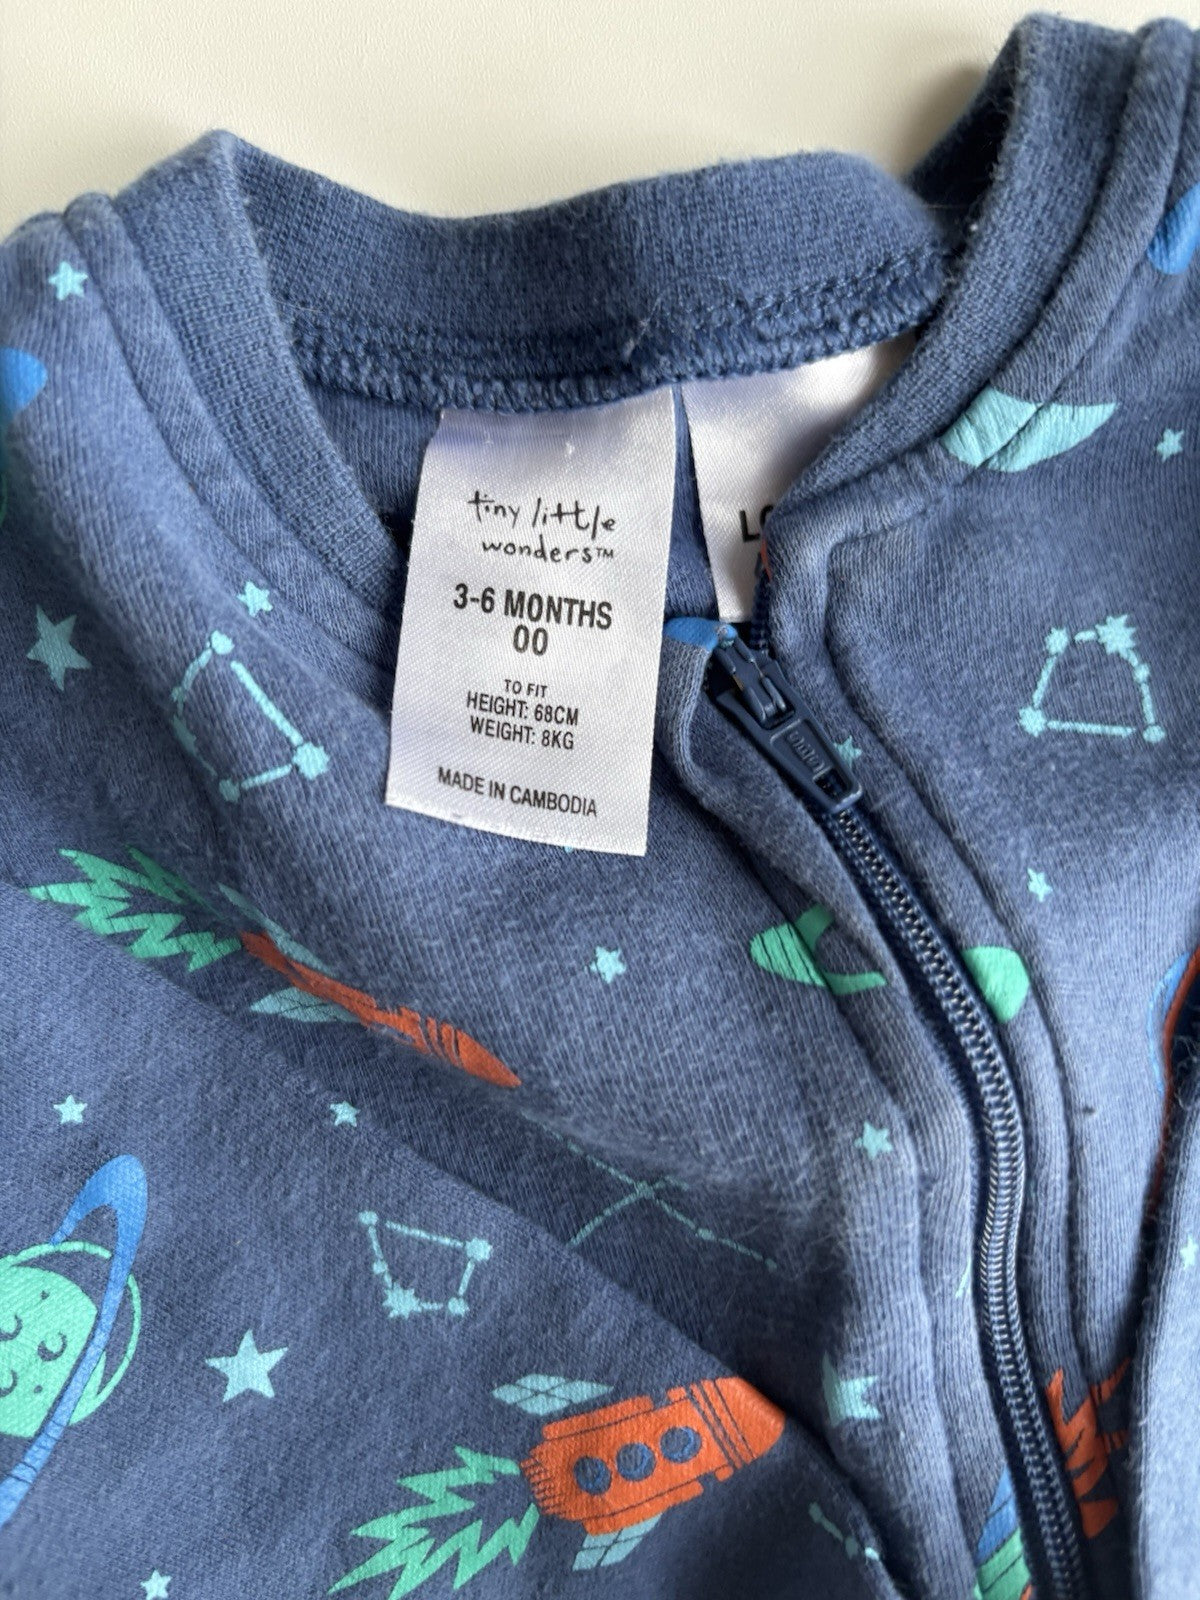 tiny little
wonders™
3-6 MONTHS
00
TO FIT
HEIGHT: 68CM
WEIGHT: 8KG
MADE IN CAMBODIA